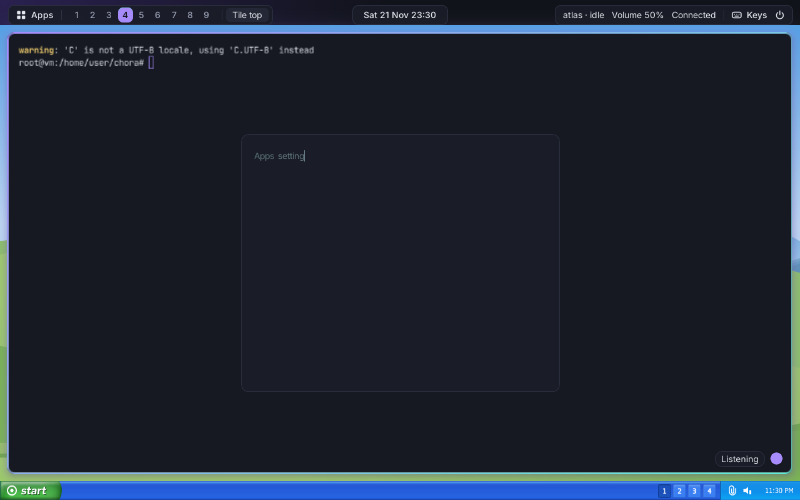 Apps 1 2 3 4 5 6 7 8 9 Tile top Sat 21 Nov 23:30 atlas · idle Volume 50% Connected Keys
warning: 'C' is not a UTF-8 locale, using 'C.UTF-8' instead
root@vm:/home/user/chora#
Apps setting
Listening
start 1 2 3 4 11:30 PM